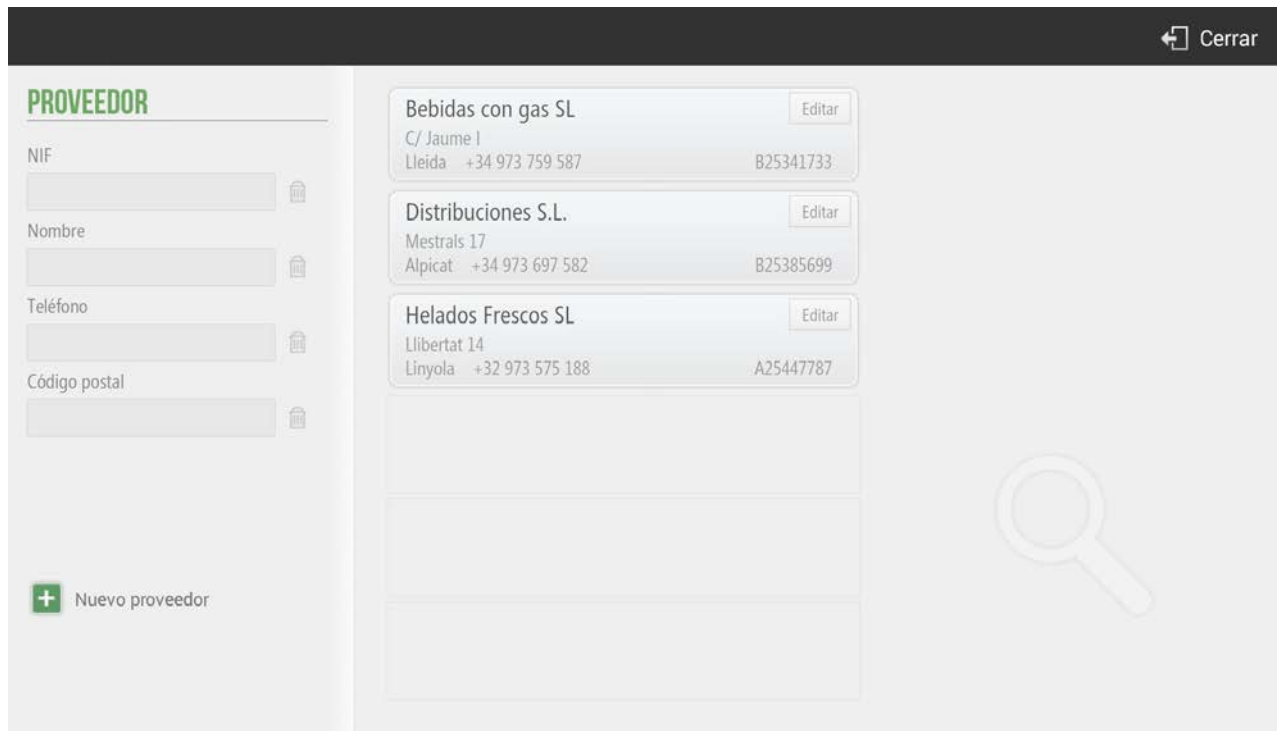 Cerrar
PROVEEDOR
NIF
Nombre
Teléfono
Código postal
Nuevo proveedor
Bebidas con gas SL Editar
C/ Jaume I
Lleida +34 973 759 587 B25341733
Distribuciones S.L. Editar
Mestrals 17
Alpicat +34 973 697 582 B25385699
Helados Frescos SL Editar
Llibertat 14
Linyola +32 973 575 188 A25447787